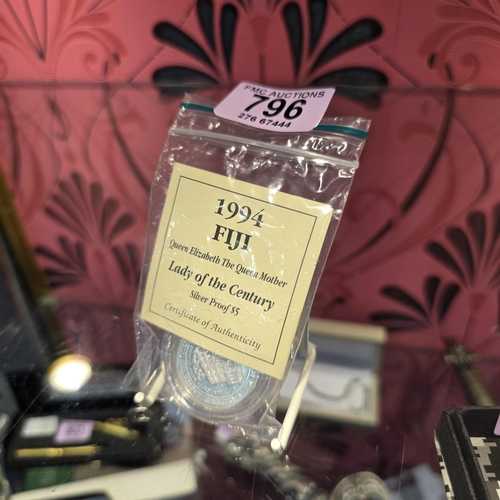 FMC AUCTIONS
796
276 67444
1994
FIJI
Queen Elizabeth The Queen Mother
Lady of the Century
Silver Proof $5
Certificate of Authenticity